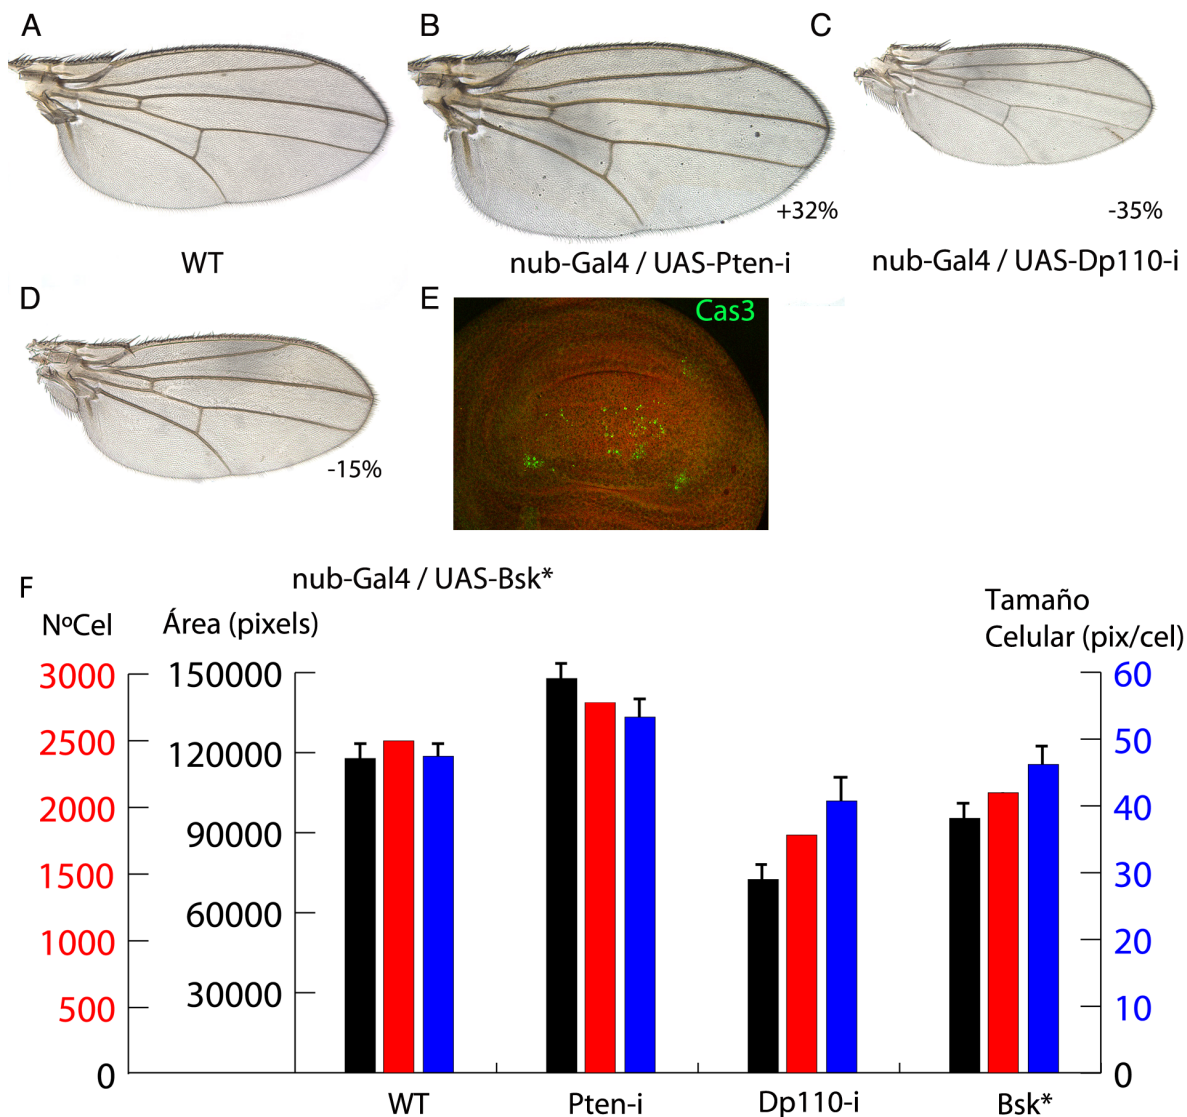 A
B
C
+32%
-35%
WT
nub-Gal4 / UAS-Pten-i
nub-Gal4 / UAS-Dp110-i
D
E
Cas3
-15%
nub-Gal4 / UAS-Bsk*
F
NºCel
Área (pixels)
Tamaño
Celular (pix/cel)
3000
2500
2000
1500
1000
500
0
150000
120000
90000
60000
30000
60
50
40
30
20
10
0
WT
Pten-i
Dp110-i
Bsk*